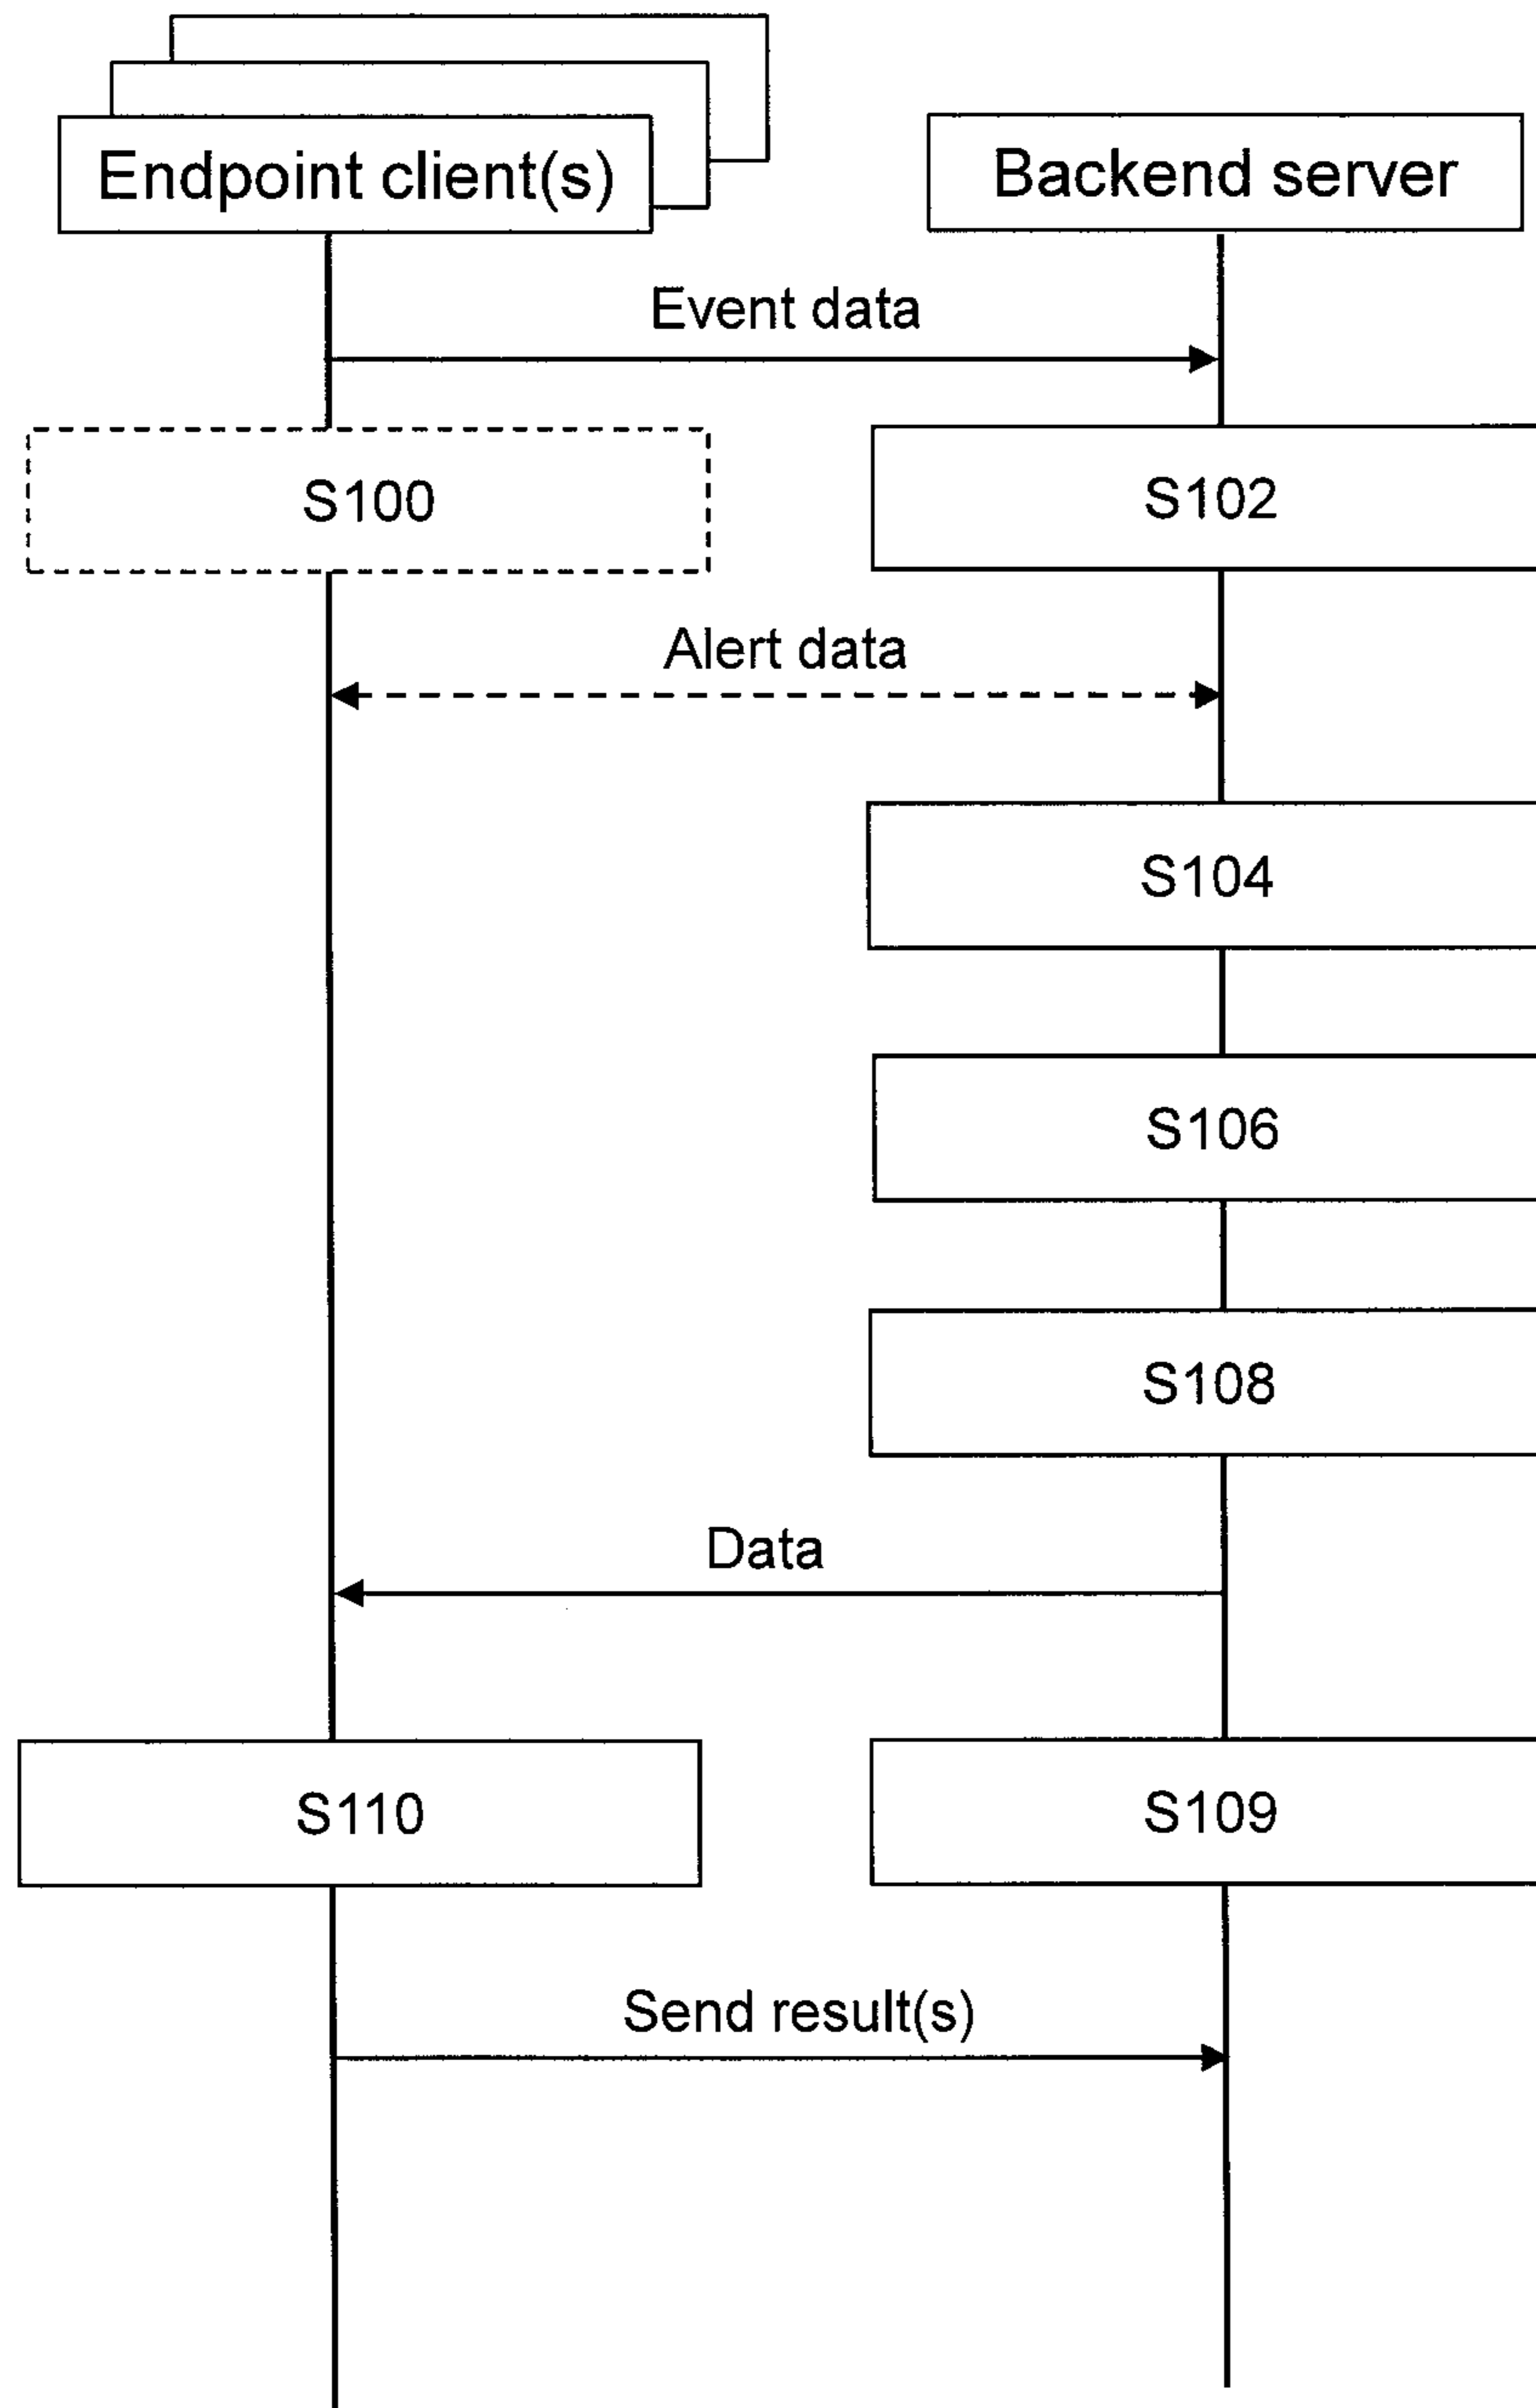 Endpoint client(s)
Backend server
Event data
S100
S102
Alert data
S104
S106
S108
Data
S110
S109
Send result(s)